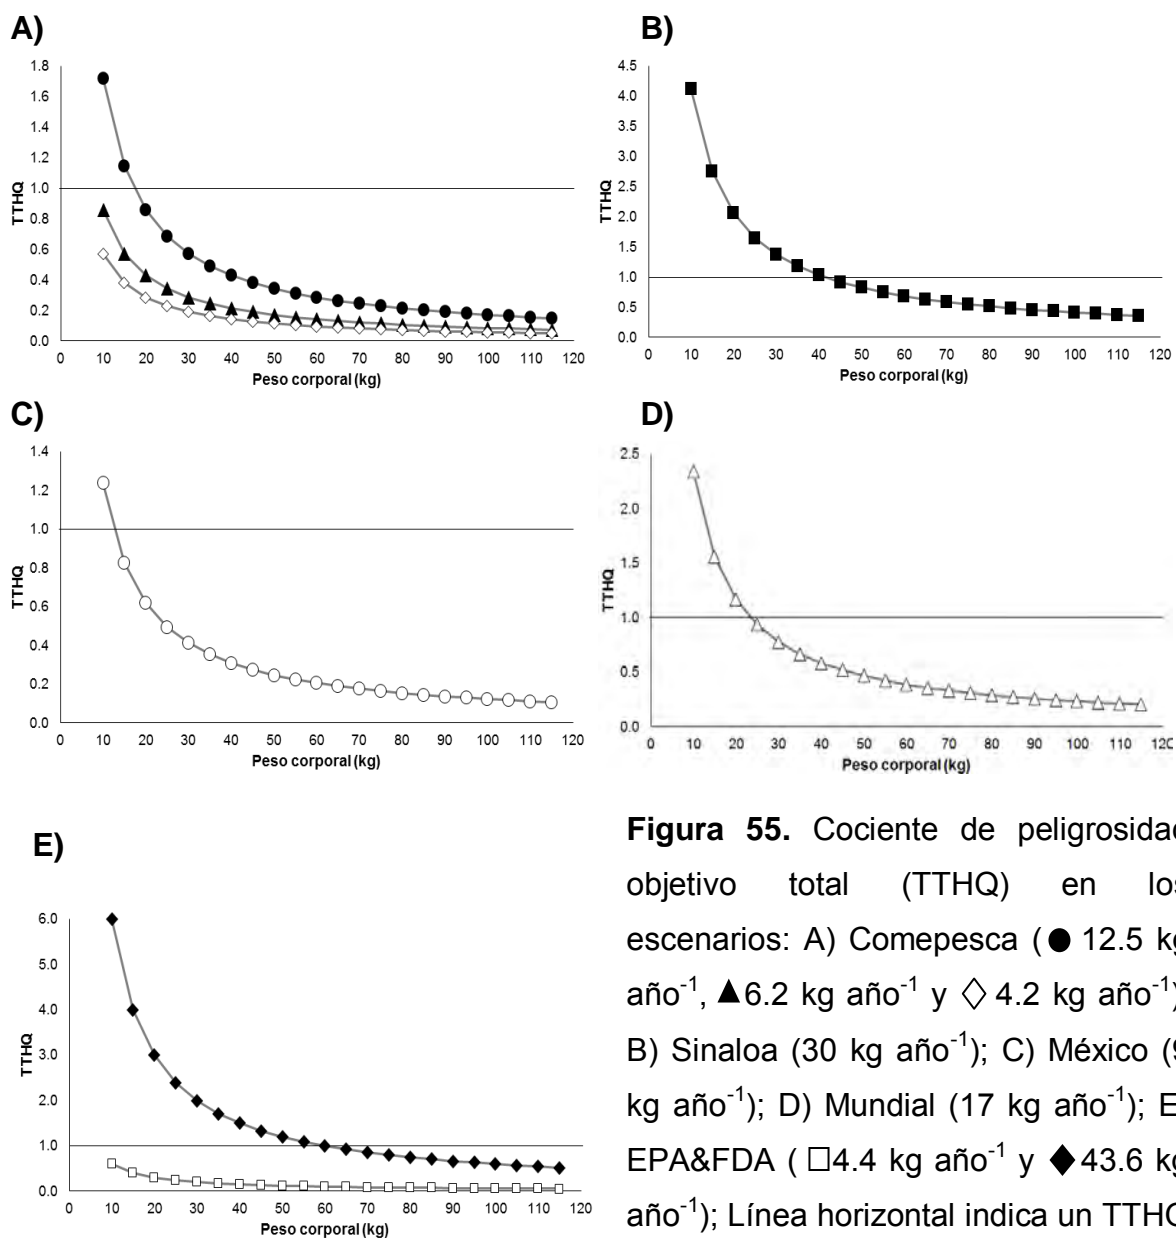 A)
1.8
1.6
1.4
1.2
1.0
0.8
0.6
0.4
0.2
0.0
TTHQ
0 10 20 30 40 50 60 70 80 90 100 110 120
Peso corporal (kg)
B)
4.5
4.0
3.5
3.0
2.5
2.0
1.5
1.0
0.5
0.0
TTHQ
0 10 20 30 40 50 60 70 80 90 100 110 120
Peso corporal (kg)
C)
1.4
1.2
1.0
0.8
0.6
0.4
0.2
0.0
TTHQ
0 10 20 30 40 50 60 70 80 90 100 110 120
Peso corporal (kg)
D)
2.5
2.0
1.5
1.0
0.5
0.0
TTHQ
0 10 20 30 40 50 60 70 80 90 100 110 120
Peso corporal (kg)
E)
6.0
5.0
4.0
3.0
2.0
1.0
0.0
TTHQ
0 10 20 30 40 50 60 70 80 90 100 110 120
Peso corporal (kg)
Figura 55. Cociente de peligrosidad
objetivo total (TTHQ) en los
escenarios: A) Comepesca (● 12.5 kg
año⁻¹, ▲6.2 kg año⁻¹ y ◇ 4.2 kg año⁻¹)
B) Sinaloa (30 kg año⁻¹); C) México (9
kg año⁻¹); D) Mundial (17 kg año⁻¹); E
EPA&FDA ( □4.4 kg año⁻¹ y ◆43.6 kg
año⁻¹); Línea horizontal indica un TTHQ